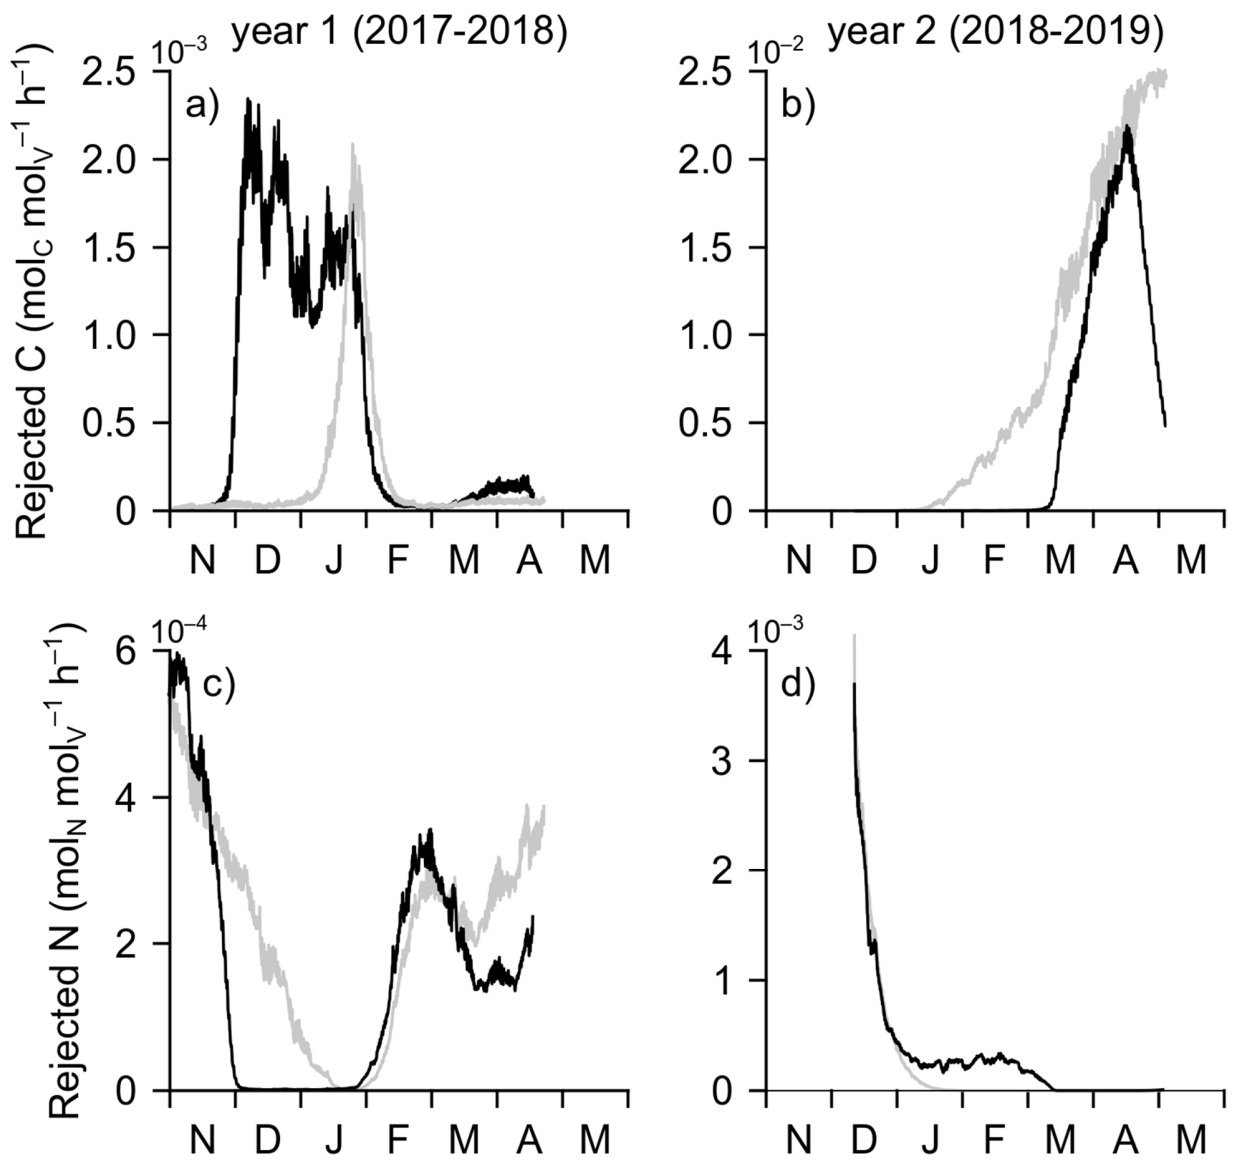 year 1 (2017-2018)
year 2 (2018-2019)
10⁻³
10⁻²
a)
b)
Rejected C (mol_C mol_V⁻¹ h⁻¹)
2.5
2.0
1.5
1.0
0.5
0
2.5
2.0
1.5
1.0
0.5
0
N D J F M A M
N D J F M A M
10⁻⁴
10⁻³
c)
d)
Rejected N (mol_N mol_V⁻¹ h⁻¹)
6
4
2
0
4
3
2
1
0
N D J F M A M
N D J F M A M